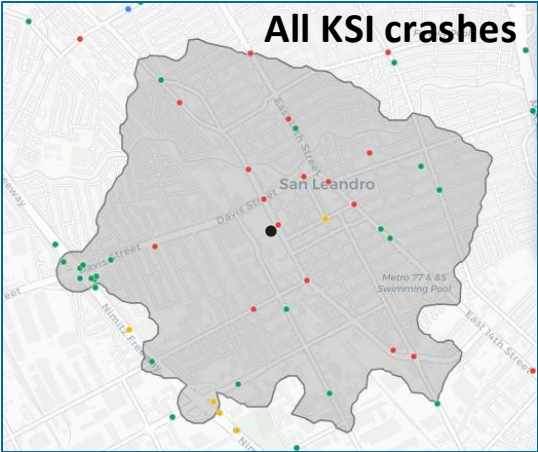 All KSI crashes
East 14th Street
San Leandro
Davis Street
Davis Street
Metro 77 & 85
Swimming Pool
Nimitz Freeway
East 14th Street